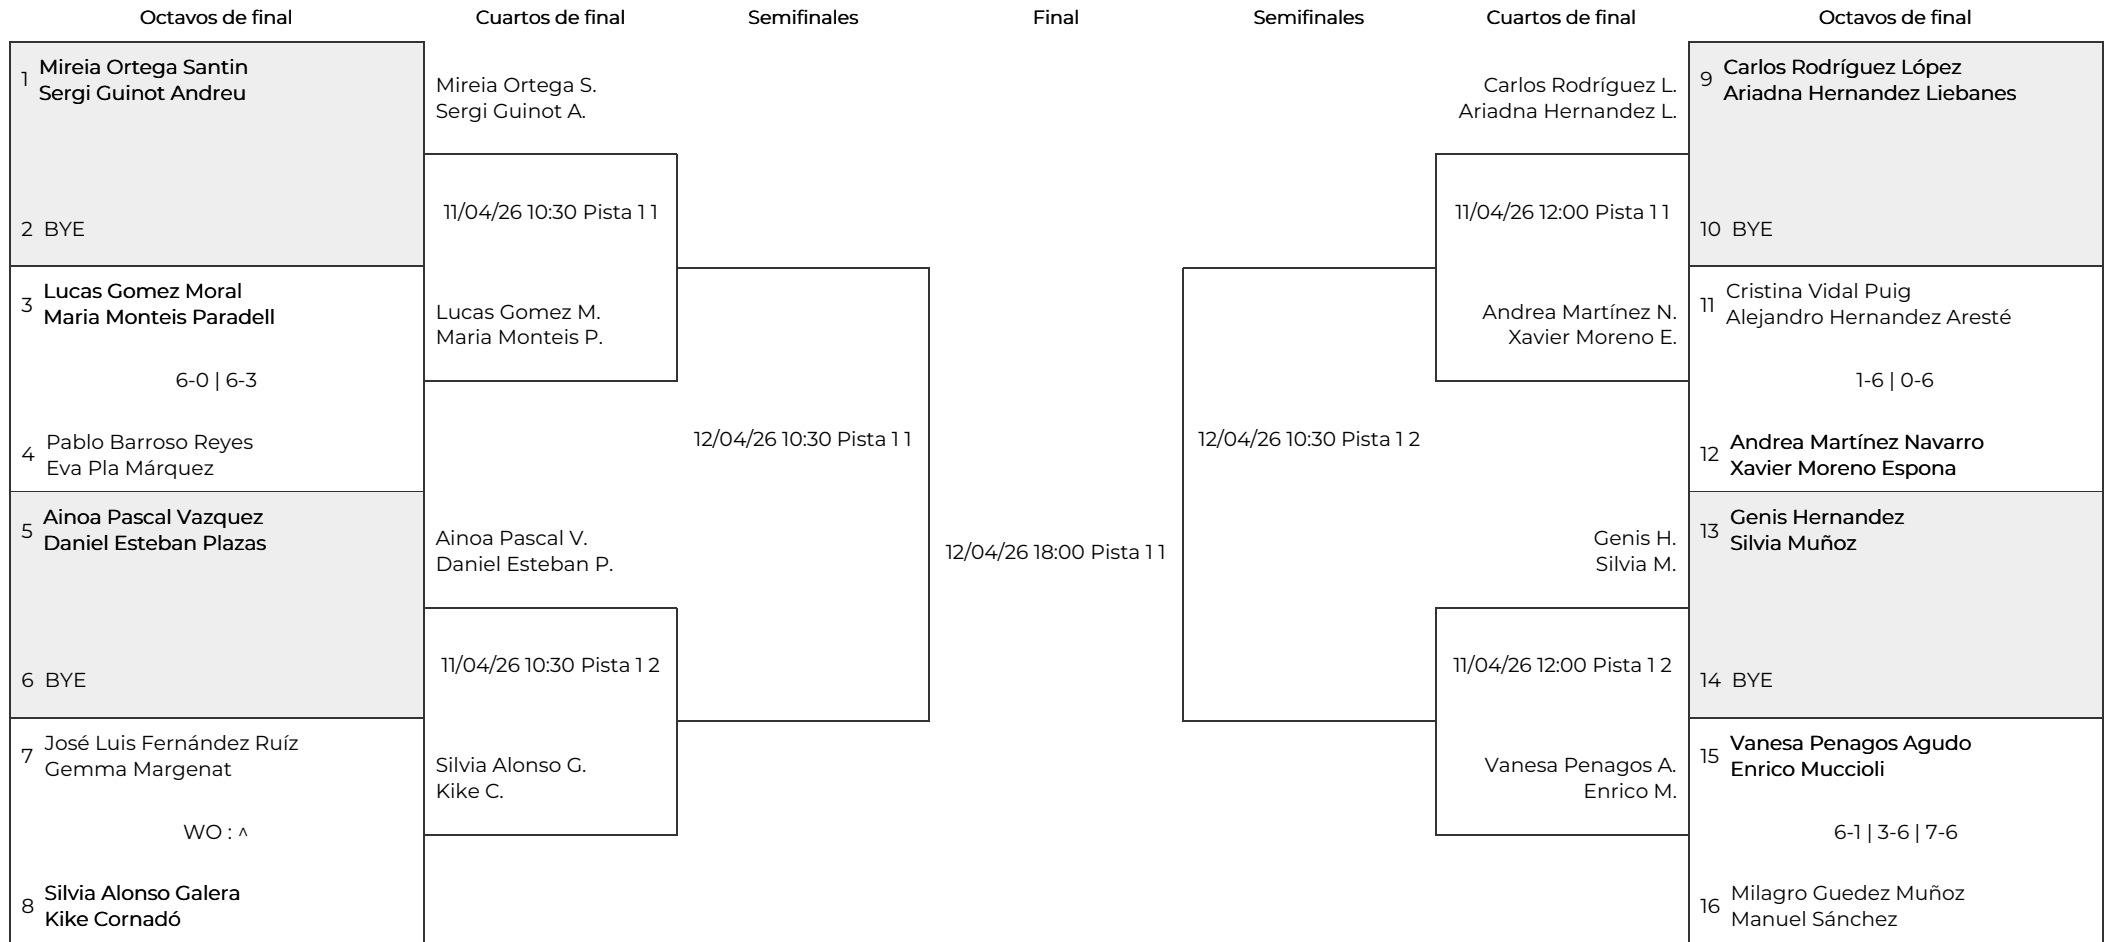 Octavos de final
Cuartos de final
Semifinales
Final
Semifinales
Cuartos de final
Octavos de final
1
Mireia Ortega Santin
Sergi Guinot Andreu
2 BYE
3
Lucas Gomez Moral
Maria Monteis Paradell
6-0 | 6-3
4
Pablo Barroso Reyes
Eva Pla Márquez
5
Ainoa Pascal Vazquez
Daniel Esteban Plazas
6 BYE
7
José Luis Fernández Ruíz
Gemma Margenat
WO : ^
8
Silvia Alonso Galera
Kike Cornadó
Mireia Ortega S.
Sergi Guinot A.
11/04/26 10:30 Pista 1 1
Lucas Gomez M.
Maria Monteis P.
Ainoa Pascal V.
Daniel Esteban P.
11/04/26 10:30 Pista 1 2
Silvia Alonso G.
Kike C.
12/04/26 10:30 Pista 1 1
12/04/26 18:00 Pista 1 1
12/04/26 10:30 Pista 1 2
Carlos Rodríguez L.
Ariadna Hernandez L.
11/04/26 12:00 Pista 1 1
Andrea Martínez N.
Xavier Moreno E.
Genis H.
Silvia M.
11/04/26 12:00 Pista 1 2
Vanesa Penagos A.
Enrico M.
9
Carlos Rodríguez López
Ariadna Hernandez Liebanes
10 BYE
11
Cristina Vidal Puig
Alejandro Hernandez Aresté
1-6 | 0-6
12
Andrea Martínez Navarro
Xavier Moreno Espona
13
Genis Hernandez
Silvia Muñoz
14 BYE
15
Vanesa Penagos Agudo
Enrico Muccioli
6-1 | 3-6 | 7-6
16
Milagro Guedez Muñoz
Manuel Sánchez